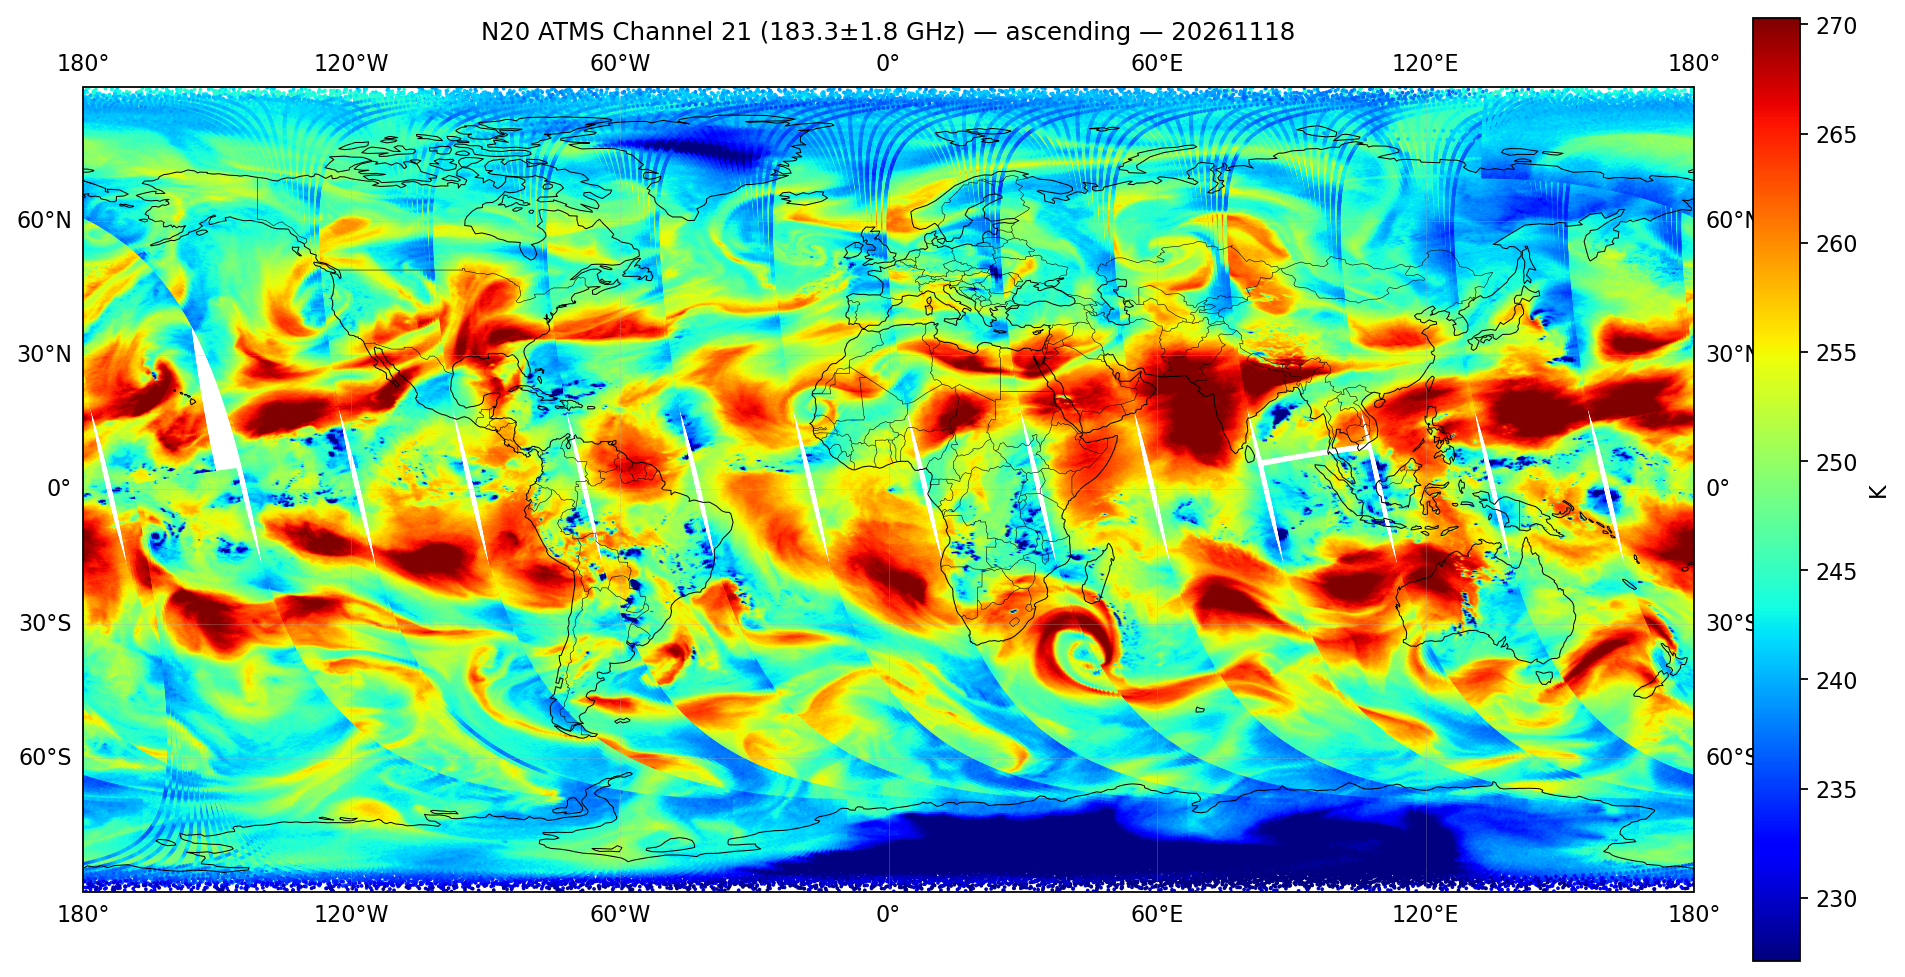 N20 ATMS Channel 21 (183.3±1.8 GHz) — ascending — 20261118
180° 120°W 60°W 0° 60°E 120°E 180°
270
265
260
255
250
245
240
235
230
K
60°N 60°N
30°N 30°N
0° 0°
30°S 30°S
60°S 60°S
180° 120°W 60°W 0° 60°E 120°E 180°